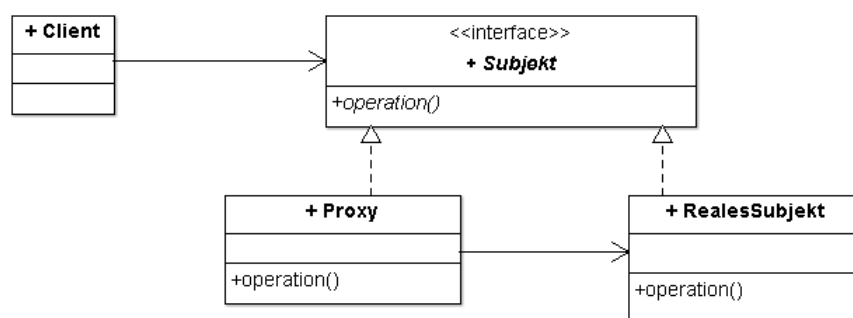 + Client
<<interface>>
+ Subjekt
+operation()
+ Proxy
+operation()
+ RealesSubjekt
+operation()